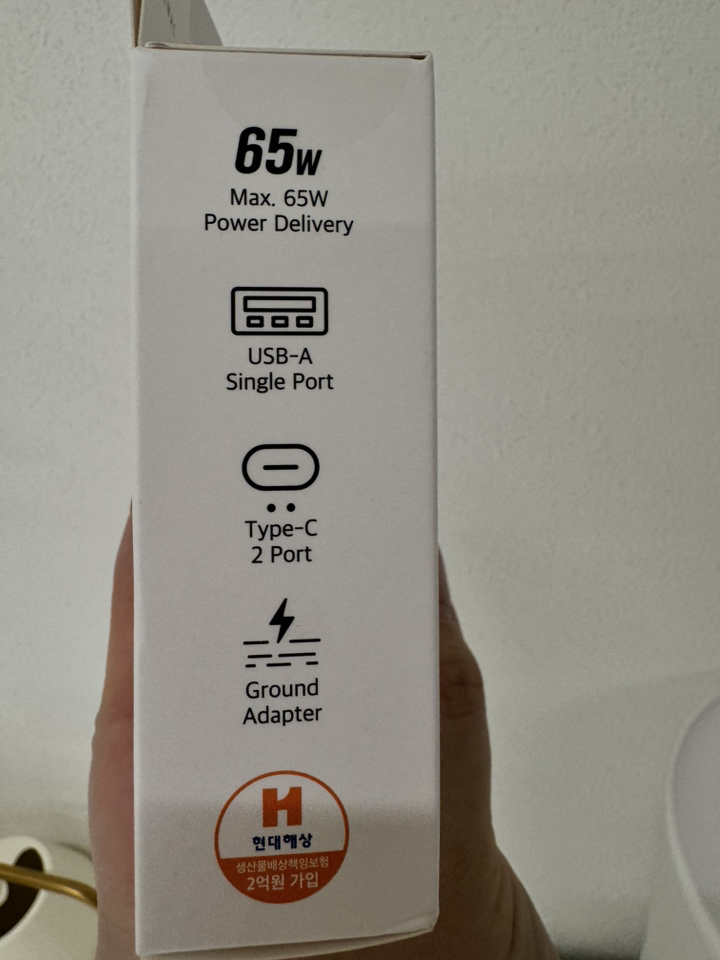 65W
Max. 65W
Power Delivery
USB-A
Single Port
Type-C
2 Port
Ground
Adapter
현대해상
생산물배상책임보험
2억원 가입